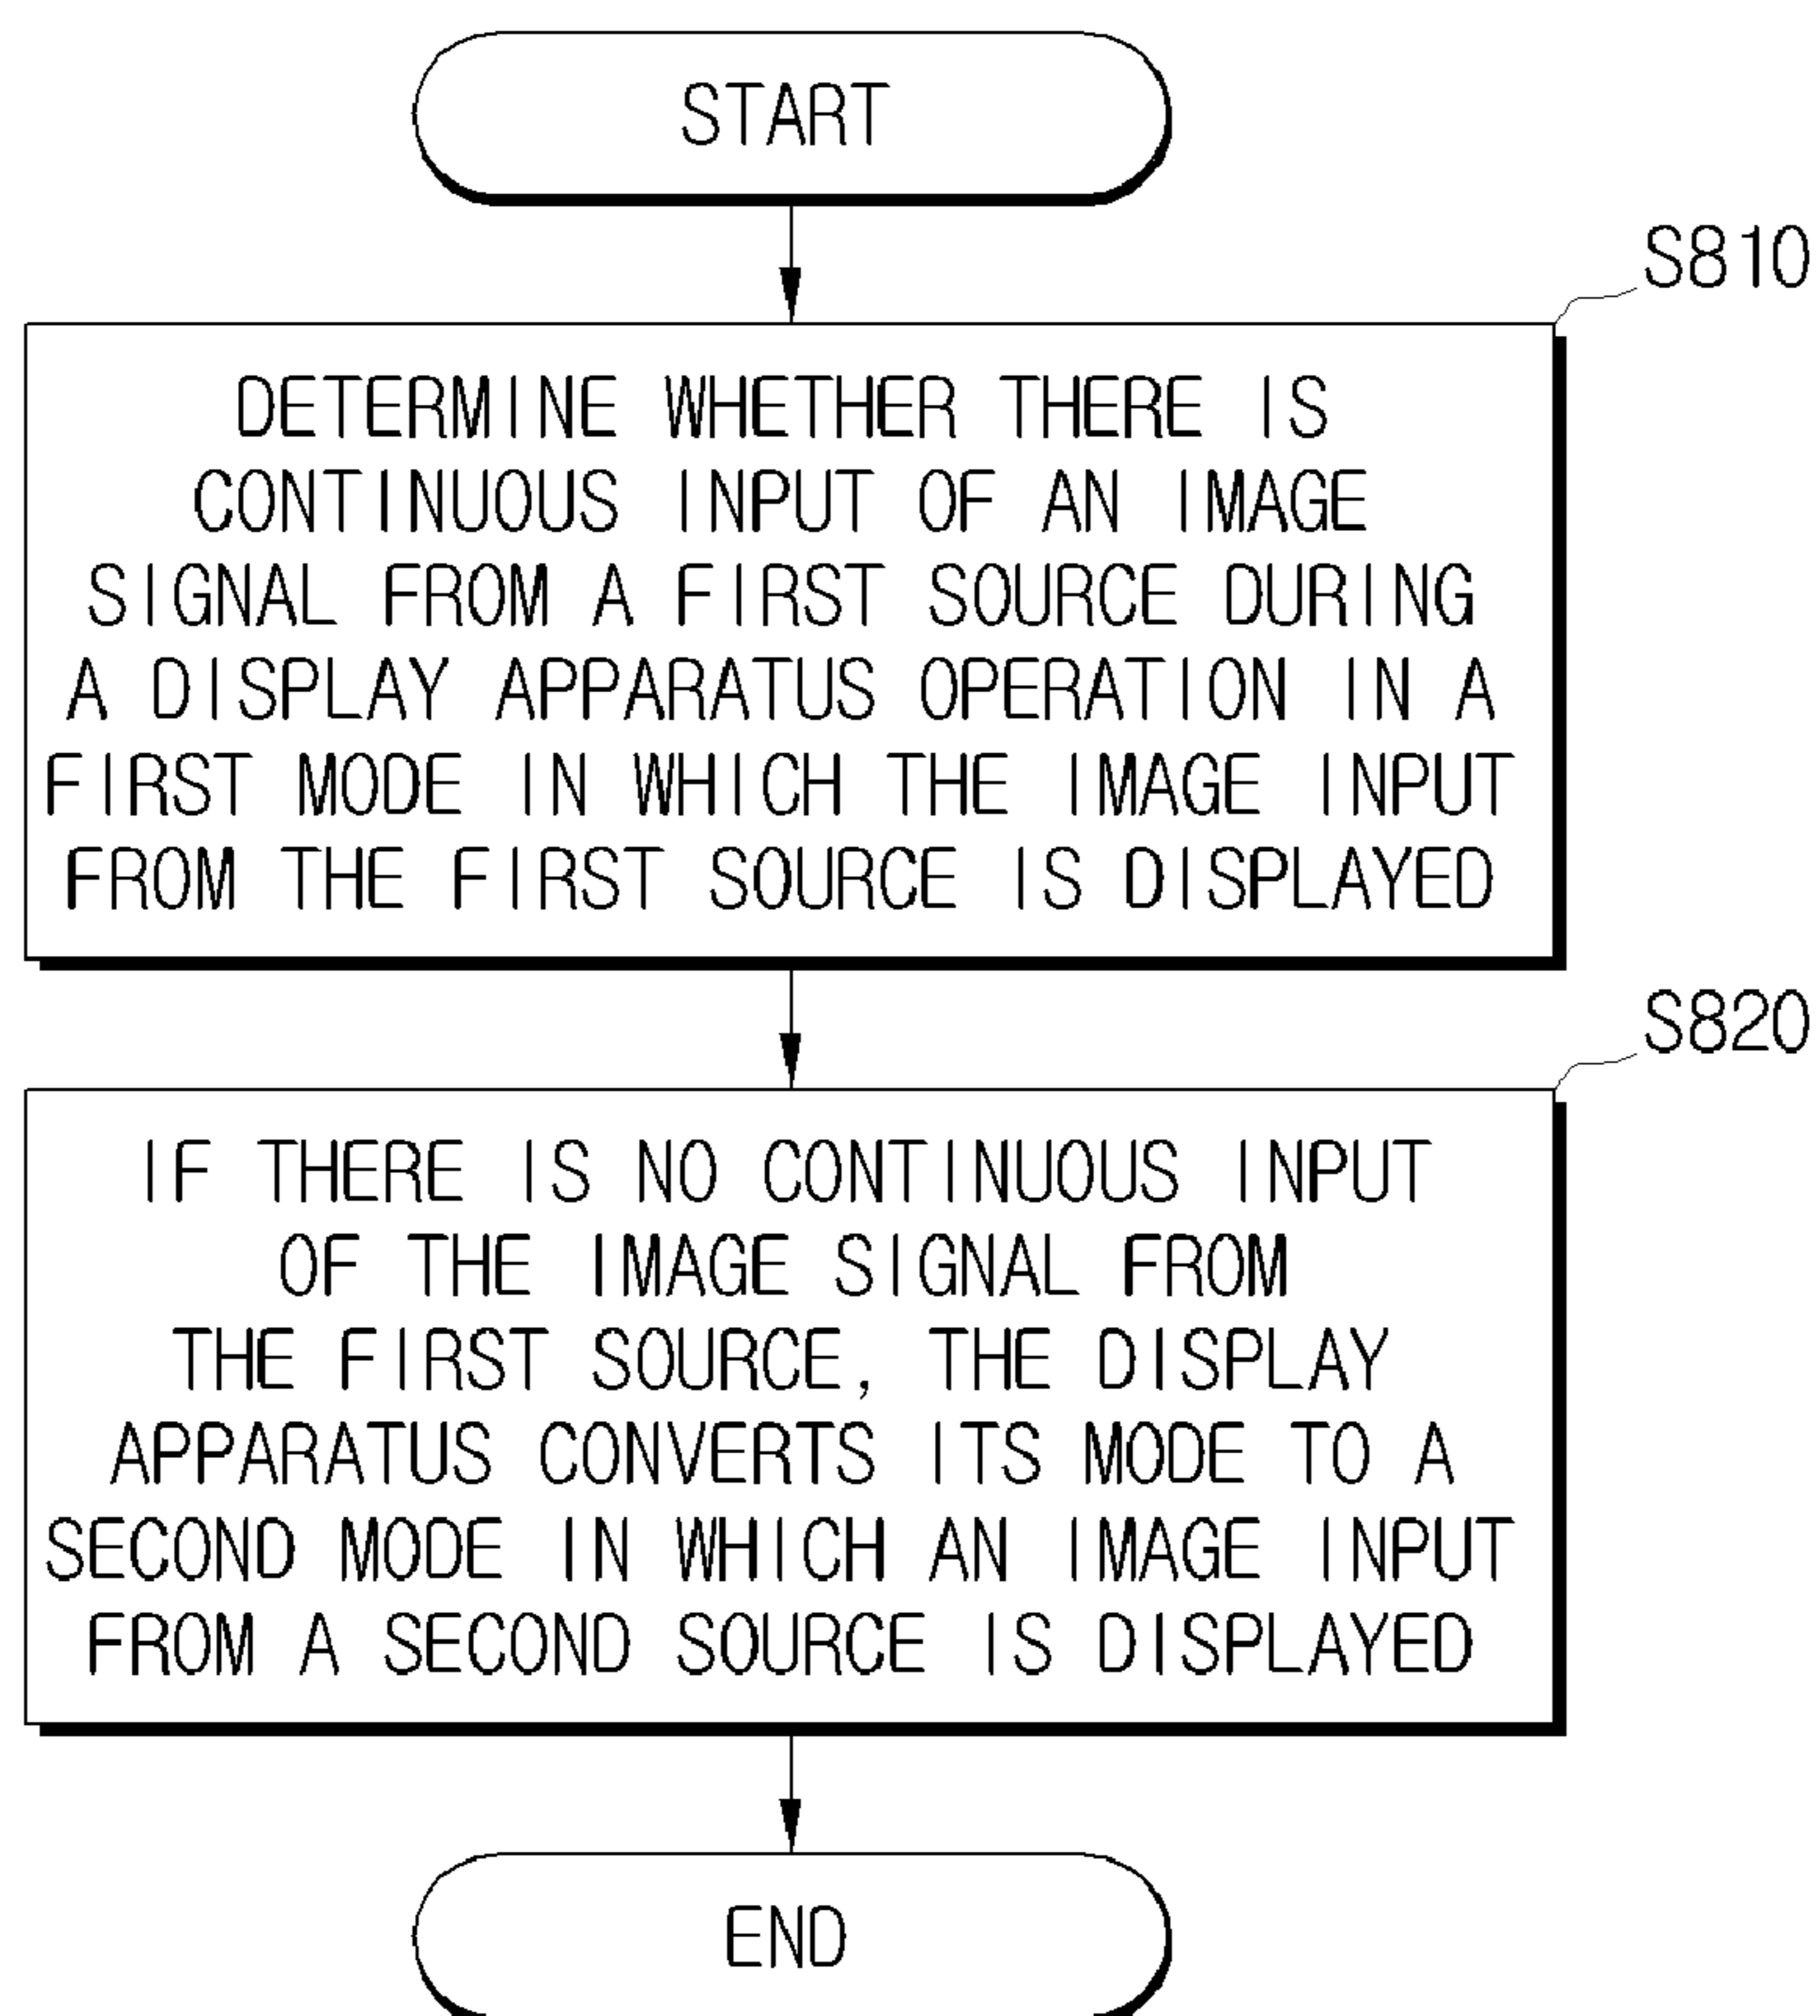 START
S810
DETERMINE WHETHER THERE IS
CONTINUOUS INPUT OF AN IMAGE
SIGNAL FROM A FIRST SOURCE DURING
A DISPLAY APPARATUS OPERATION IN A
FIRST MODE IN WHICH THE IMAGE INPUT
FROM THE FIRST SOURCE IS DISPLAYED
S820
IF THERE IS NO CONTINUOUS INPUT
OF THE IMAGE SIGNAL FROM
THE FIRST SOURCE, THE DISPLAY
APPARATUS CONVERTS ITS MODE TO A
SECOND MODE IN WHICH AN IMAGE INPUT
FROM A SECOND SOURCE IS DISPLAYED
END